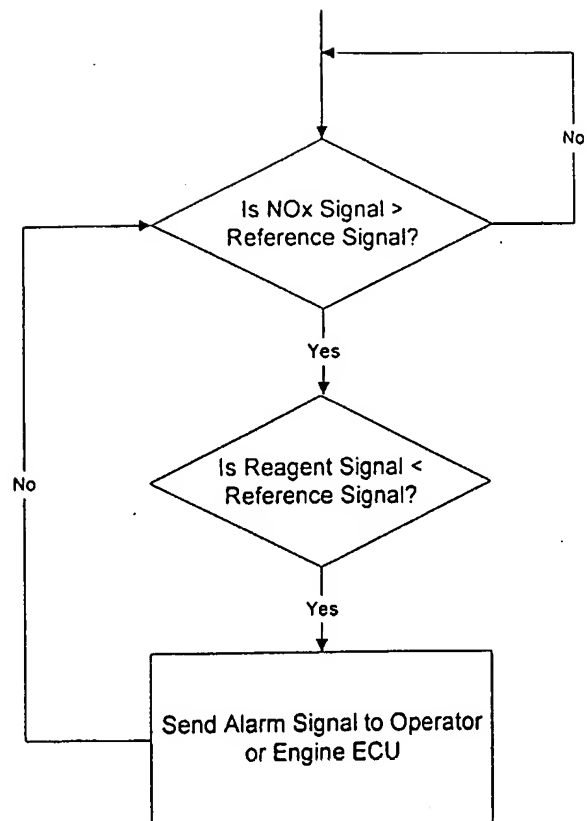 No
Is NOx Signal >
Reference Signal?
Yes
Is Reagent Signal <
Reference Signal?
No
Yes
Send Alarm Signal to Operator
or Engine ECU